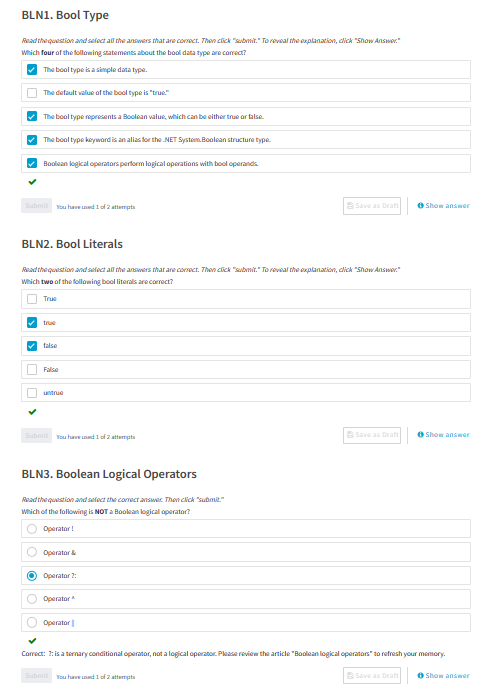 BLN1. Bool Type
Read the question and select all the answers that are correct. Then click "submit." To reveal the explanation, click "Show Answer."
Which four of the following statements about the bool data type are correct?
The bool type is a simple data type.
The default value of the bool type is "true."
The bool type represents a Boolean value, which can be either true or false.
The bool type keyword is an alias for the .NET System.Boolean structure type.
Boolean logical operators perform logical operations with bool operands.
Submit You have used 1 of 2 attempts Save as Draft Show answer
BLN2. Bool Literals
Read the question and select all the answers that are correct. Then click "submit." To reveal the explanation, click "Show Answer."
Which two of the following bool literals are correct?
True
true
false
False
untrue
Submit You have used 1 of 2 attempts Save as Draft Show answer
BLN3. Boolean Logical Operators
Read the question and select the correct answer. Then click "submit."
Which of the following is NOT a Boolean logical operator?
Operator !
Operator &
Operator ?:
Operator ^
Operator ||
Correct: ?: is a ternary conditional operator, not a logical operator. Please review the article "Boolean logical operators" to refresh your memory.
Submit You have used 1 of 2 attempts Save as Draft Show answer